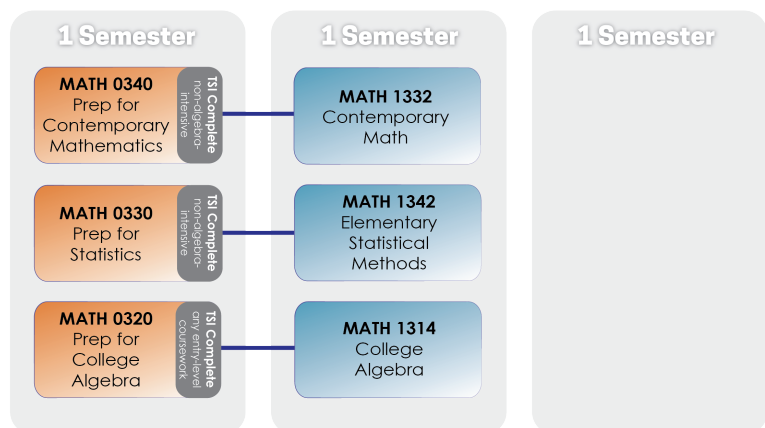 1 Semester
1 Semester
1 Semester
MATH 0340
Prep for
Contemporary
Mathematics
TSI Complete
non-algebra-
intensive
MATH 1332
Contemporary
Math
MATH 0330
Prep for
Statistics
TSI Complete
non-algebra-
intensive
MATH 1342
Elementary
Statistical
Methods
MATH 0320
Prep for
College
Algebra
TSI Complete
any entry-level
coursework
MATH 1314
College
Algebra